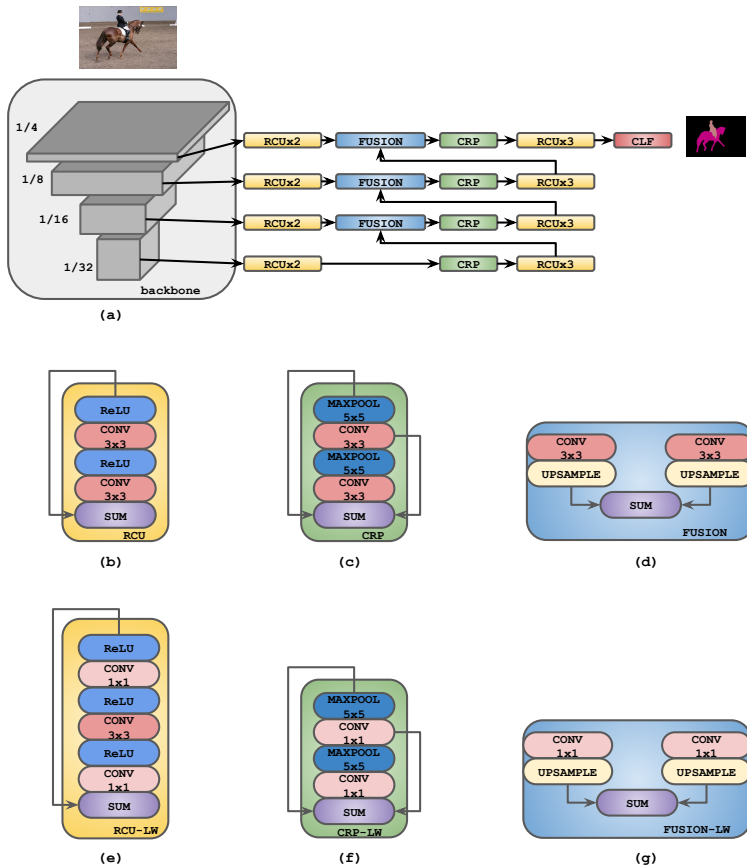 1/4
RCUx2 FUSION CRP RCUx3 CLF
1/8
RCUx2 FUSION CRP RCUx3
1/16
RCUx2 FUSION CRP RCUx3
1/32
RCUx2 CRP RCUx3
backbone
(a)
ReLU
CONV
3x3
ReLU
CONV
3x3
SUM
RCU
(b)
MAXPOOL
5x5
CONV
3x3
MAXPOOL
5x5
CONV
3x3
SUM
CRP
(c)
CONV
3x3
UPSAMPLE
CONV
3x3
UPSAMPLE
SUM
FUSION
(d)
ReLU
CONV
1x1
ReLU
CONV
3x3
ReLU
CONV
1x1
SUM
RCU-LW
(e)
MAXPOOL
5x5
CONV
1x1
MAXPOOL
5x5
CONV
1x1
SUM
CRP-LW
(f)
CONV
1x1
UPSAMPLE
CONV
1x1
UPSAMPLE
SUM
FUSION-LW
(g)